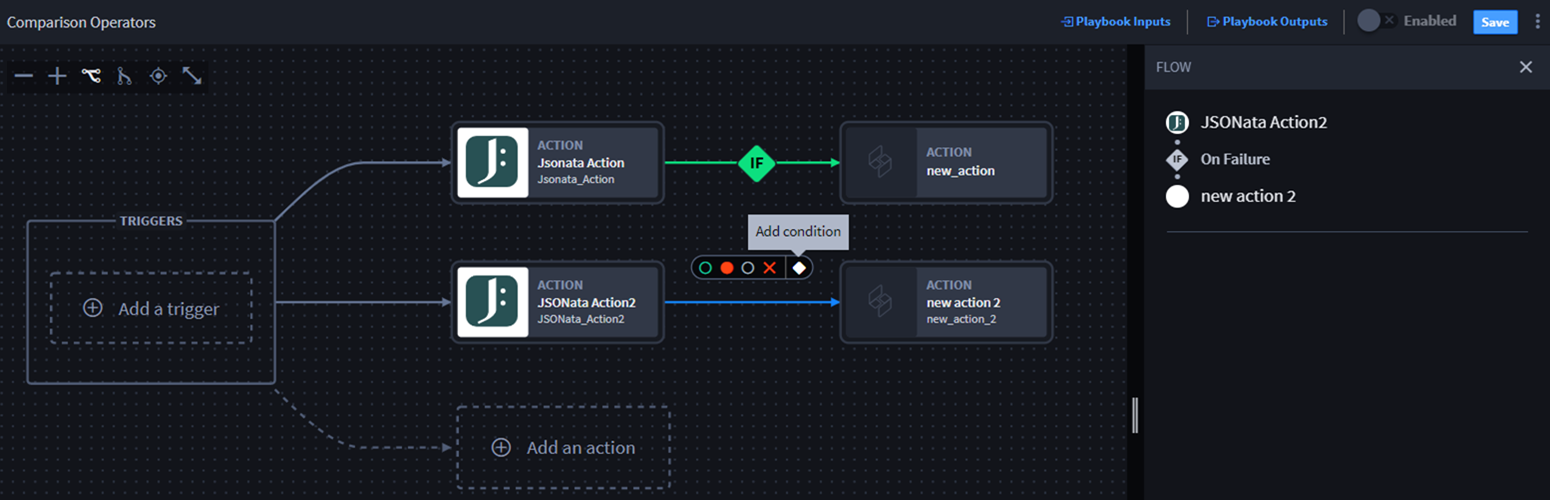 Comparison Operators
Playbook Inputs
Playbook Outputs
Enabled
Save
FLOW
JSONata Action2
IF
On Failure
new action 2
ACTION
Jsonata Action
Jsonata_Action
IF
ACTION
new_action
TRIGGERS
Add a trigger
Add condition
ACTION
JSONata Action2
JSONata_Action2
ACTION
new action 2
new_action_2
Add an action